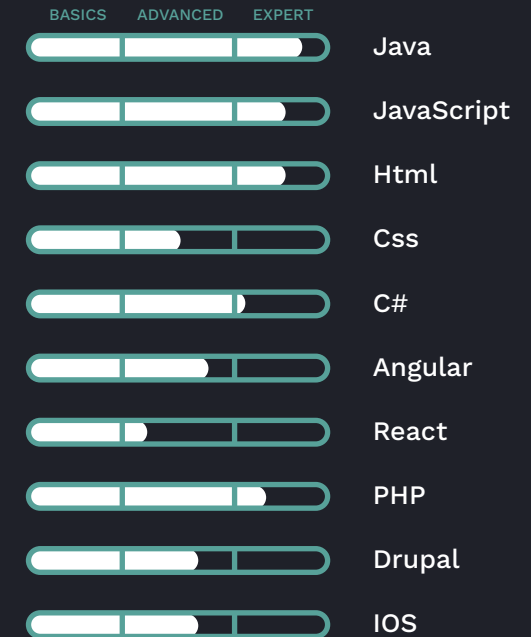 BASICS ADVANCED EXPERT
Java
JavaScript
Html
Css
C#
Angular
React
PHP
Drupal
IOS